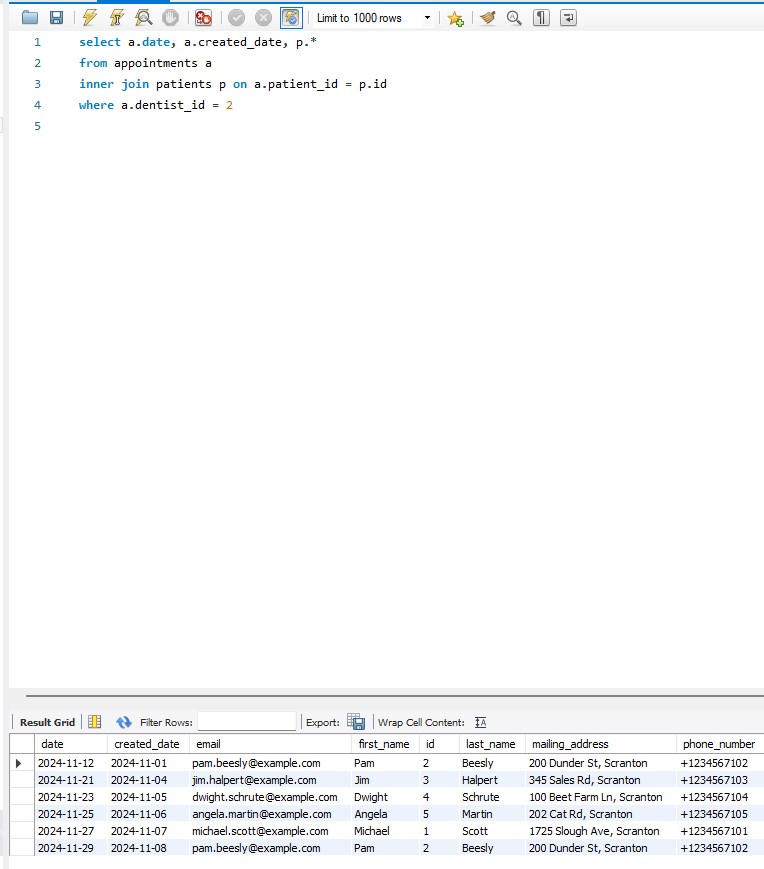 Limit to 1000 rows
1 select a.date, a.created_date, p.*
2 from appointments a
3 inner join patients p on a.patient_id = p.id
4 where a.dentist_id = 2
5
Result Grid Filter Rows: Export: Wrap Cell Content:
date created_date email first_name id last_name mailing_address phone_number
2024-11-12 2024-11-01 pam.beesly@example.com Pam 2 Beesly 200 Dunder St, Scranton +1234567102
2024-11-21 2024-11-04 jim.halpert@example.com Jim 3 Halpert 345 Sales Rd, Scranton +1234567103
2024-11-23 2024-11-05 dwight.schrute@example.com Dwight 4 Schrute 100 Beet Farm Ln, Scranton +1234567104
2024-11-25 2024-11-06 angela.martin@example.com Angela 5 Martin 202 Cat Rd, Scranton +1234567105
2024-11-27 2024-11-07 michael.scott@example.com Michael 1 Scott 1725 Slough Ave, Scranton +1234567101
2024-11-29 2024-11-08 pam.beesly@example.com Pam 2 Beesly 200 Dunder St, Scranton +1234567102